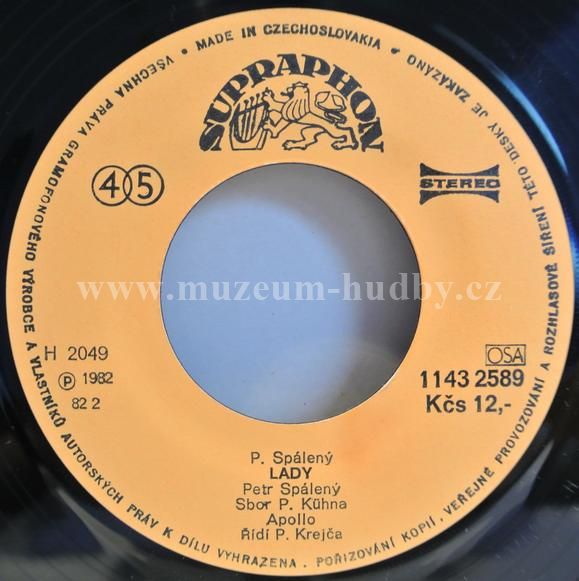 VŠECHNA PRÁVA GRAMOFONOVÉHO VÝROBCE A VLASTNÍKŮ AUTORSKÝCH PRÁV K DÍLU VYHRAZENA. POŘIZOVÁNÍ KOPIÍ, VEŘEJNÉ PROVOZOVÁNÍ A ROZHLASOVÉ ŠÍŘENÍ TÉTO DESKY JE ZAKÁZÁNO
MADE IN CZECHOSLOVAKIA
SUPRAPHON
45
STEREO
www.muzeum-hudby.cz
H 2049
Ⓟ 1982
82 2
OSA
1143 2589
Kčs 12,-
P. Spálený
LADY
Petr Spálený
Sbor P. Kühna
Apollo
Řídí P. Krejča